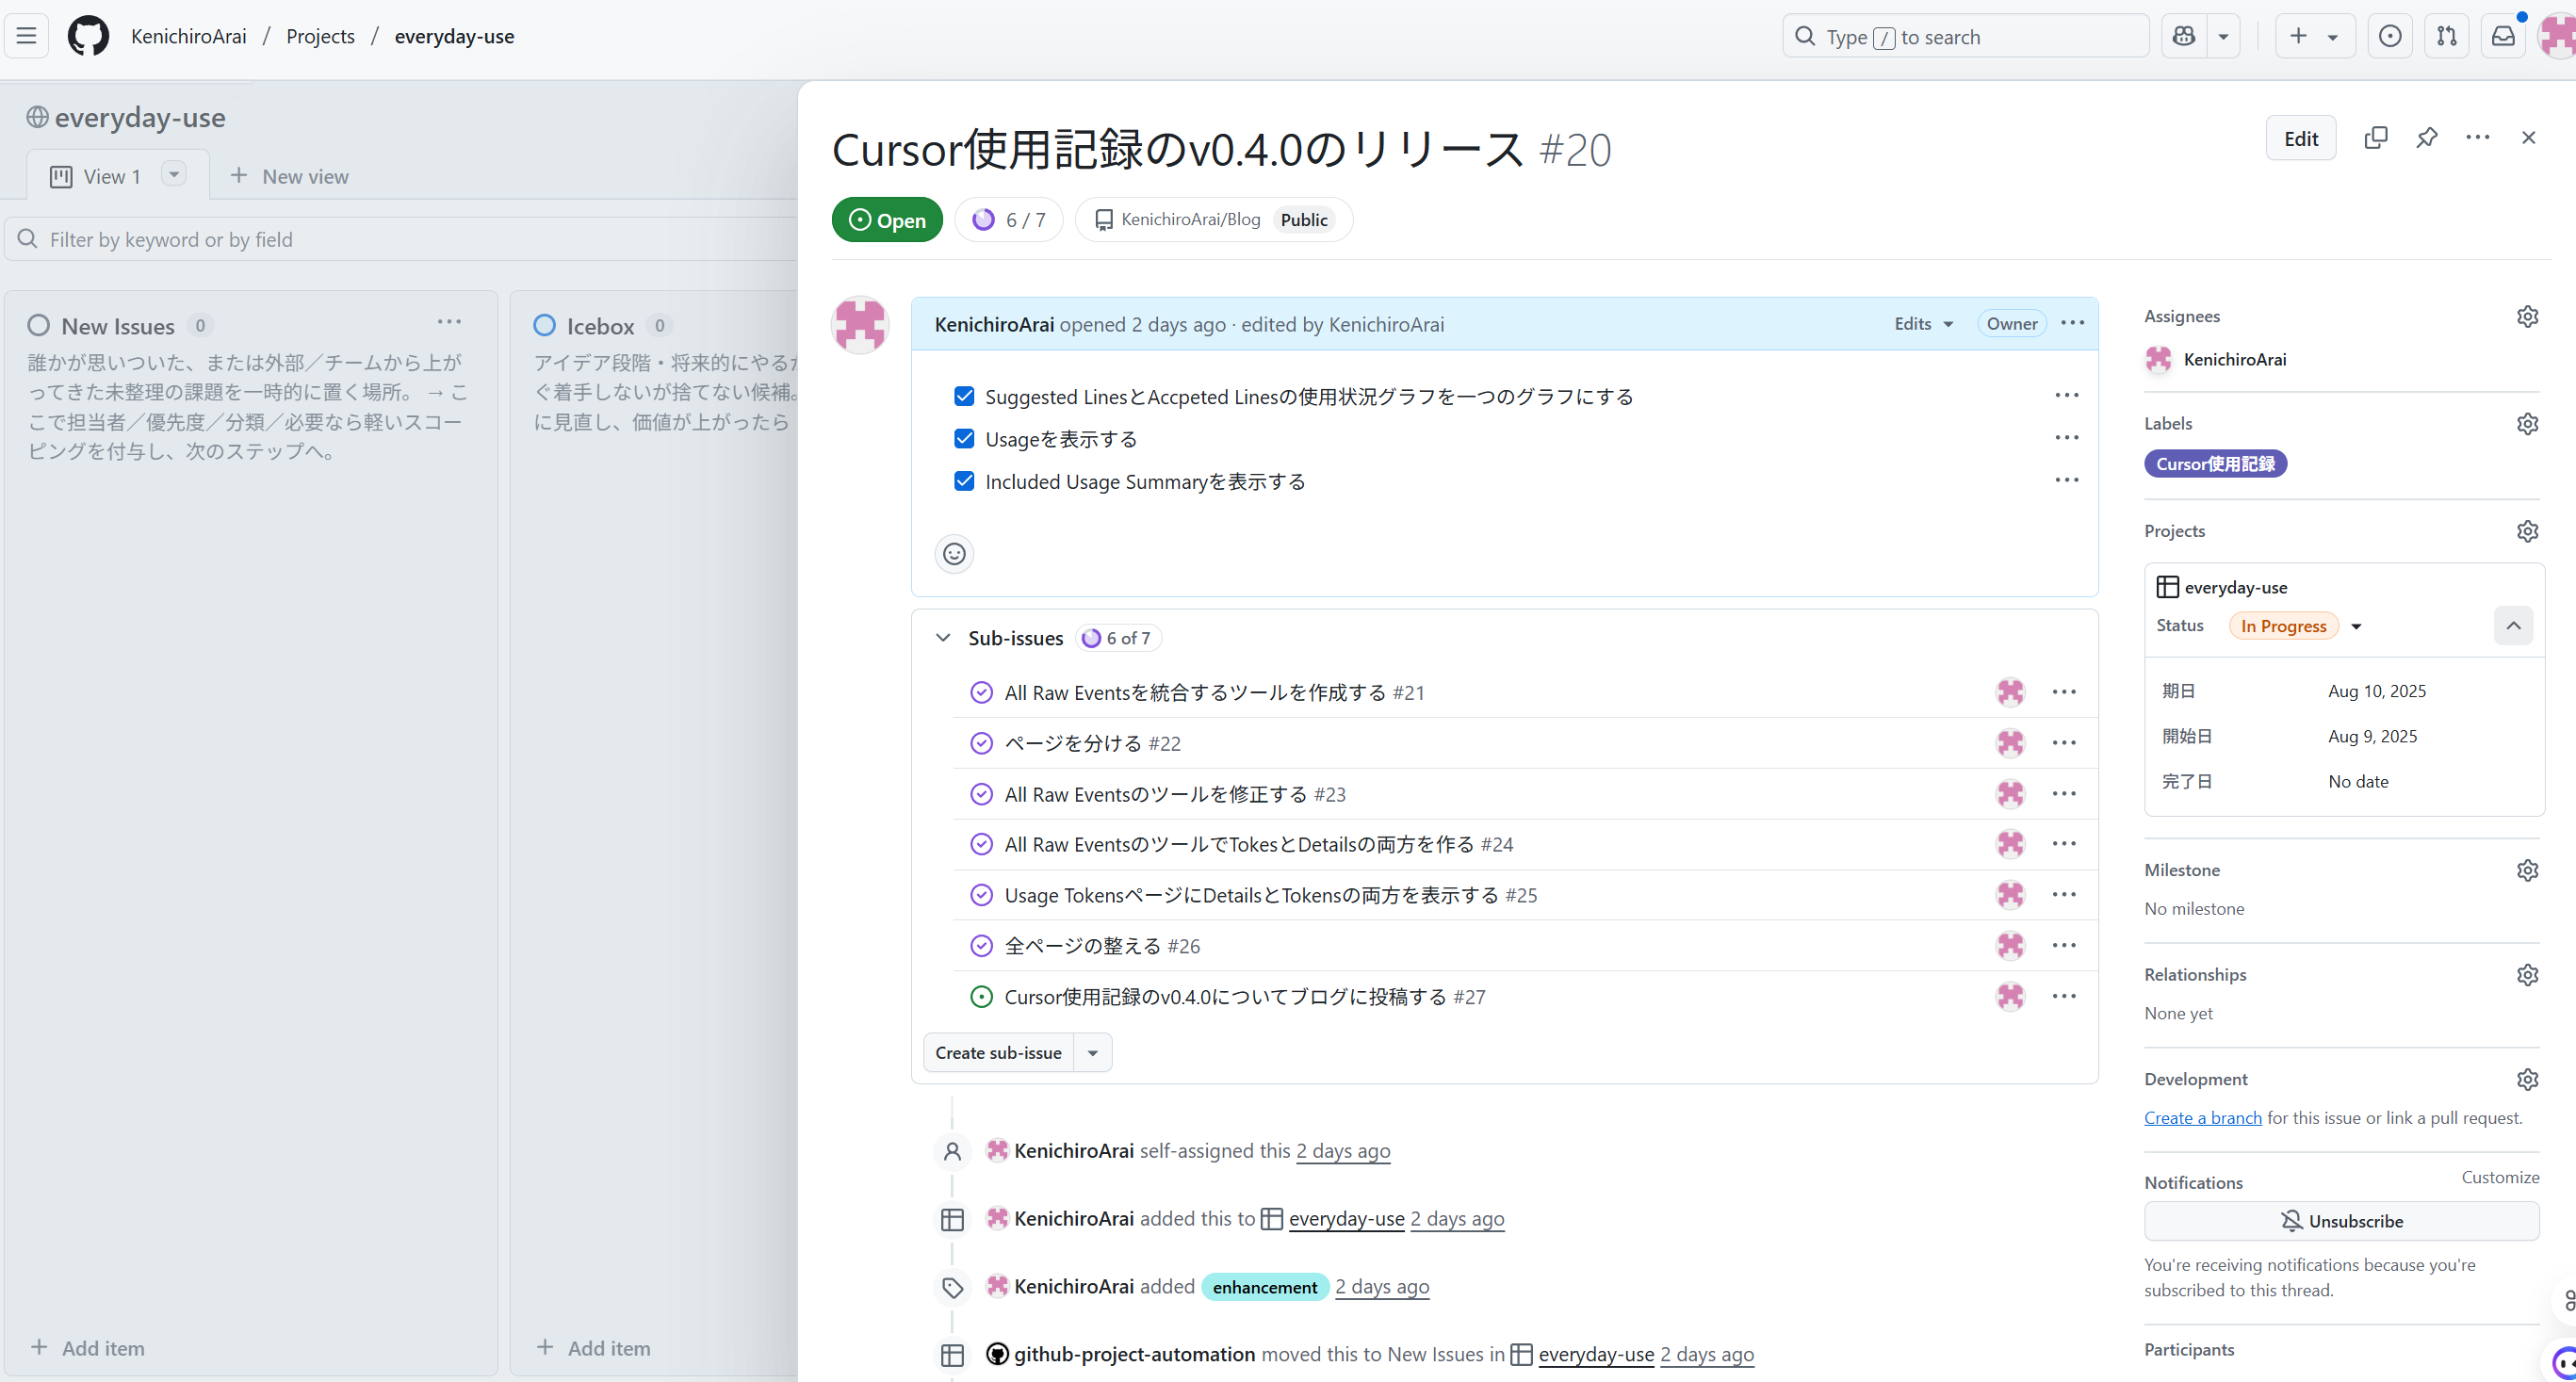 KenichiroArai / Projects / everyday-use
Type / to search
everyday-use
View 1
New view
Filter by keyword or by field
New Issues 0
誰かが思いついた、または外部／チームから上が
ってきた未整理の課題を一時的に置く場所。 → こ
こで担当者／優先度／分類／必要なら軽いスコー
ピングを付与し、次のステップへ。
Add item
Icebox 0
アイデア段階・将来的にやるか
ぐ着手しないが捨てない候補。
に見直し、価値が上がったら
Add item
Cursor使用記録のv0.4.0のリリース #20
Edit
Open
6 / 7
KenichiroArai/Blog Public
KenichiroArai opened 2 days ago · edited by KenichiroArai
Edits
Owner
Suggested LinesとAccpeted Linesの使用状況グラフを一つのグラフにする
Usageを表示する
Included Usage Summaryを表示する
Sub-issues 6 of 7
All Raw Eventsを統合するツールを作成する #21
ページを分ける #22
All Raw Eventsのツールを修正する #23
All Raw EventsのツールでTokesとDetailsの両方を作る #24
Usage TokensページにDetailsとTokensの両方を表示する #25
全ページの整える #26
Cursor使用記録のv0.4.0についてブログに投稿する #27
Create sub-issue
KenichiroArai self-assigned this 2 days ago
KenichiroArai added this to everyday-use 2 days ago
KenichiroArai added enhancement 2 days ago
github-project-automation moved this to New Issues in everyday-use 2 days ago
Assignees
KenichiroArai
Labels
Cursor使用記録
Projects
everyday-use
Status In Progress
期日 Aug 10, 2025
開始日 Aug 9, 2025
完了日 No date
Milestone
No milestone
Relationships
None yet
Development
Create a branch for this issue or link a pull request.
Notifications
Customize
Unsubscribe
You're receiving notifications because you're
subscribed to this thread.
Participants